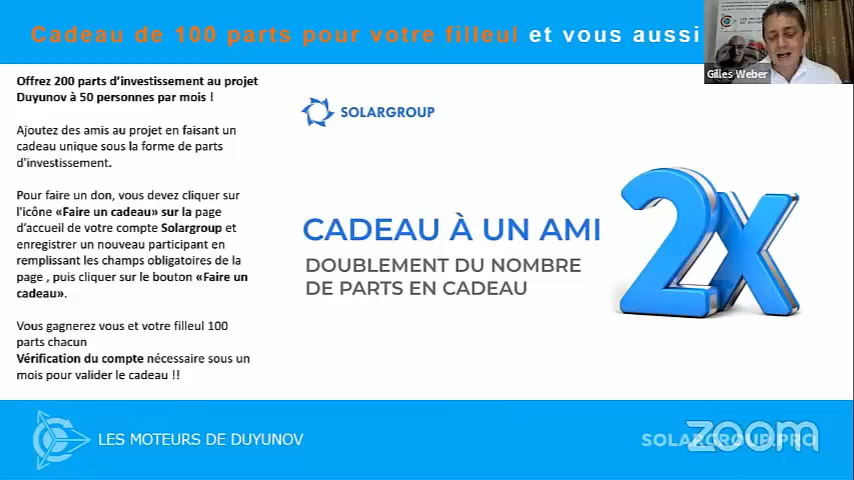 Cadeau de 100 parts pour votre filleul et vous aussi
Gilles Weber
Offrez 200 parts d'investissement au projet
Duyunov à 50 personnes par mois !
Ajoutez des amis au projet en faisant un
cadeau unique sous la forme de parts
d'investissement.
Pour faire un don, vous devez cliquer sur
l'icône «Faire un cadeau» sur la page
d'accueil de votre compte Solargroup et
enregistrer un nouveau participant en
remplissant les champs obligatoires de la
page , puis cliquer sur le bouton «Faire un
cadeau».
Vous gagnerez vous et votre filleul 100
parts chacun
Vérification du compte nécessaire sous un
mois pour valider le cadeau !!
SOLARGROUP
CADEAU À UN AMI
DOUBLEMENT DU NOMBRE
DE PARTS EN CADEAU
2x
LES MOTEURS DE DUYUNOV
SOLARGROUP.PRO
zoom